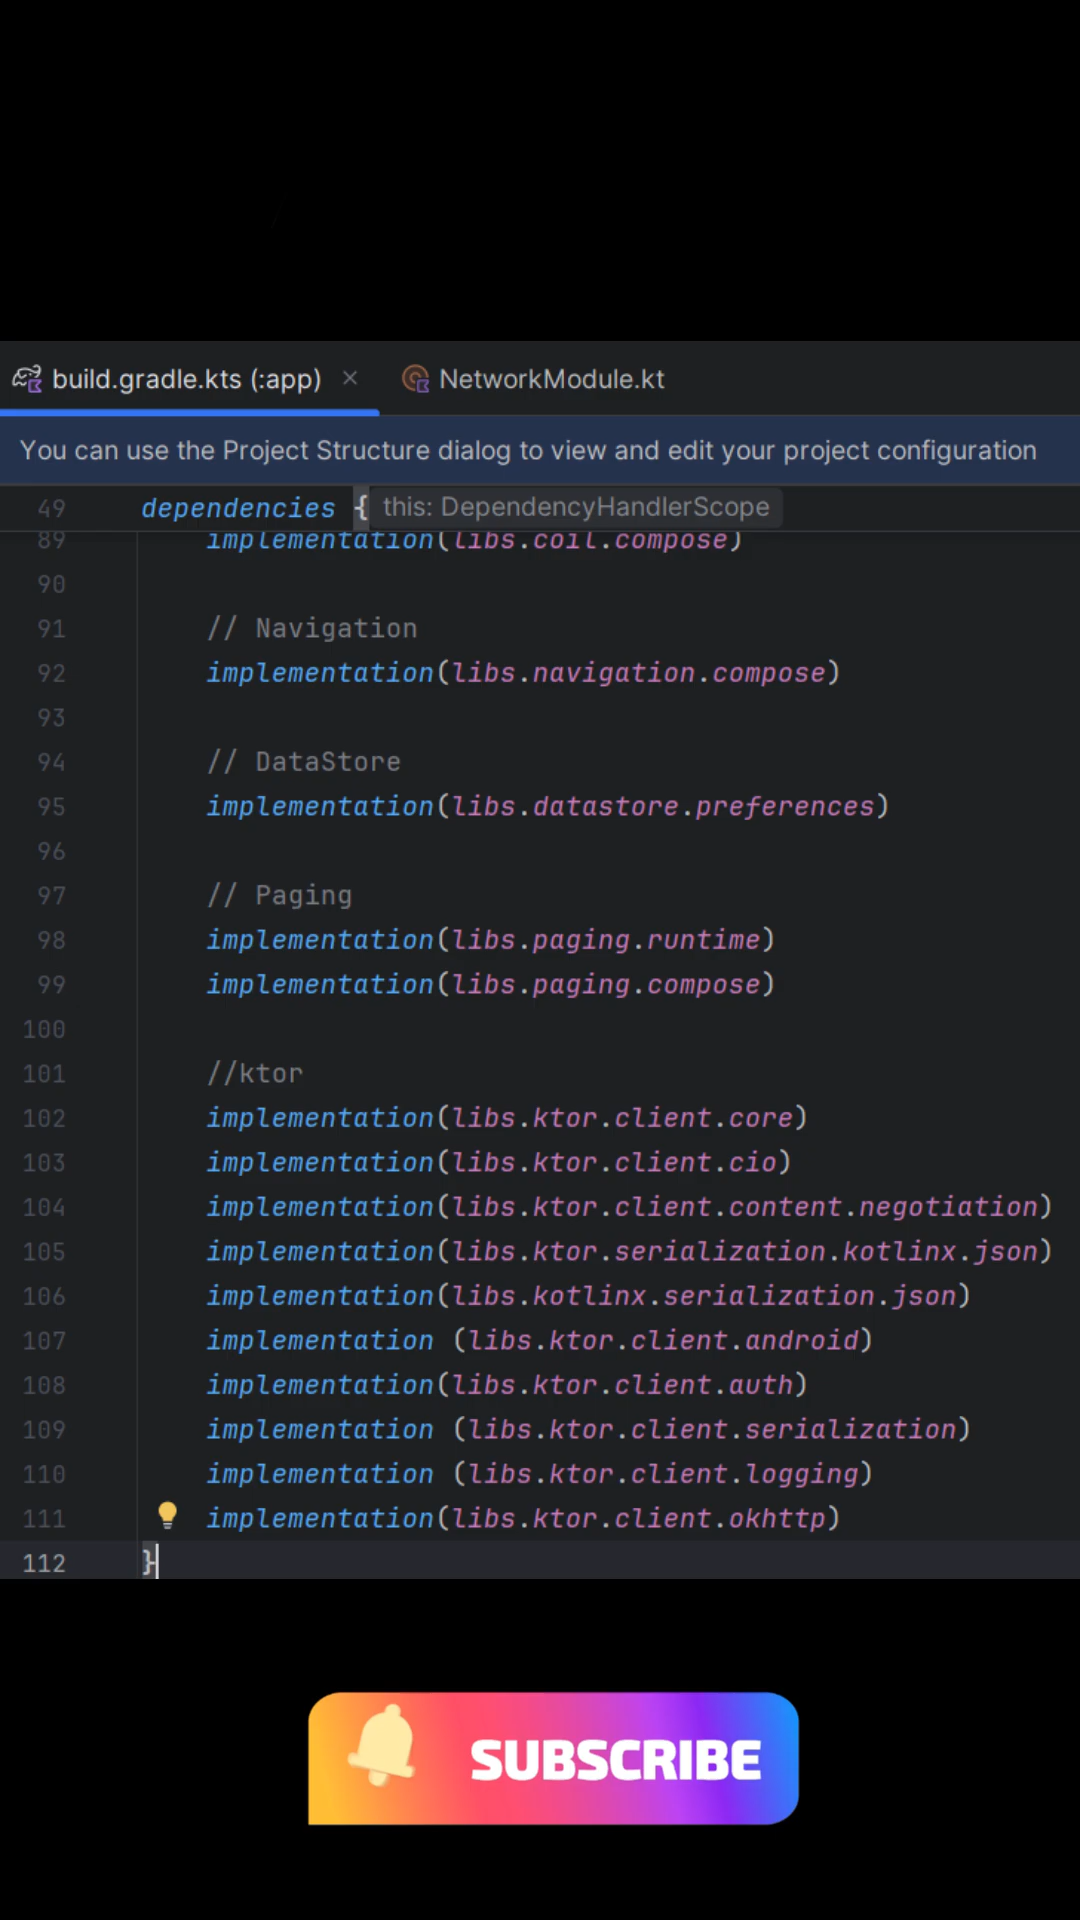 build.gradle.kts (:app) × NetworkModule.kt
You can use the Project Structure dialog to view and edit your project configuration
49 dependencies { this: DependencyHandlerScope
89 implementation(libs.coil.compose)
90
91 // Navigation
92 implementation(libs.navigation.compose)
93
94 // DataStore
95 implementation(libs.datastore.preferences)
96
97 // Paging
98 implementation(libs.paging.runtime)
99 implementation(libs.paging.compose)
100
101 //ktor
102 implementation(libs.ktor.client.core)
103 implementation(libs.ktor.client.cio)
104 implementation(libs.ktor.client.content.negotiation)
105 implementation(libs.ktor.serialization.kotlinx.json)
106 implementation(libs.kotlinx.serialization.json)
107 implementation (libs.ktor.client.android)
108 implementation(libs.ktor.client.auth)
109 implementation (libs.ktor.client.serialization)
110 implementation (libs.ktor.client.logging)
111 implementation(libs.ktor.client.okhttp)
112 }
SUBSCRIBE